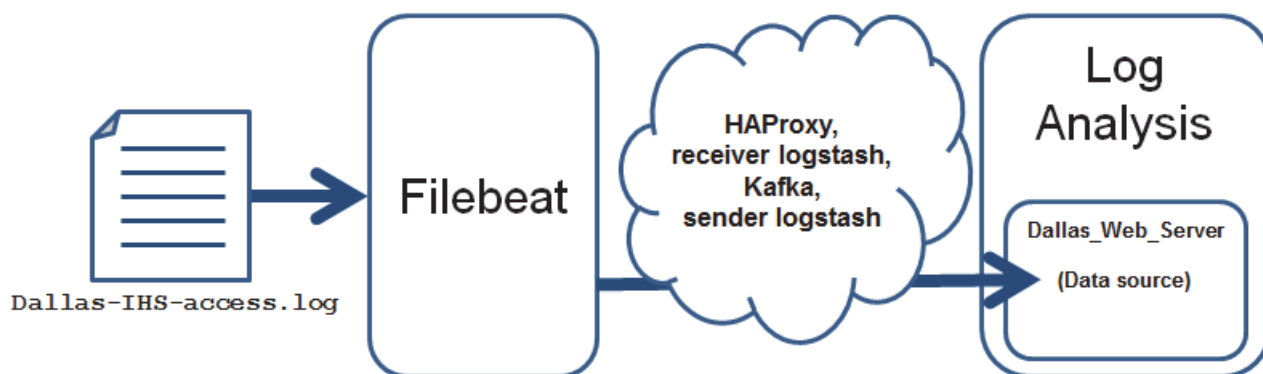 Dallas-IHS-access.log
Filebeat
HAProxy,
receiver logstash,
Kafka,
sender logstash
Log
Analysis
Dallas_Web_Server
(Data source)